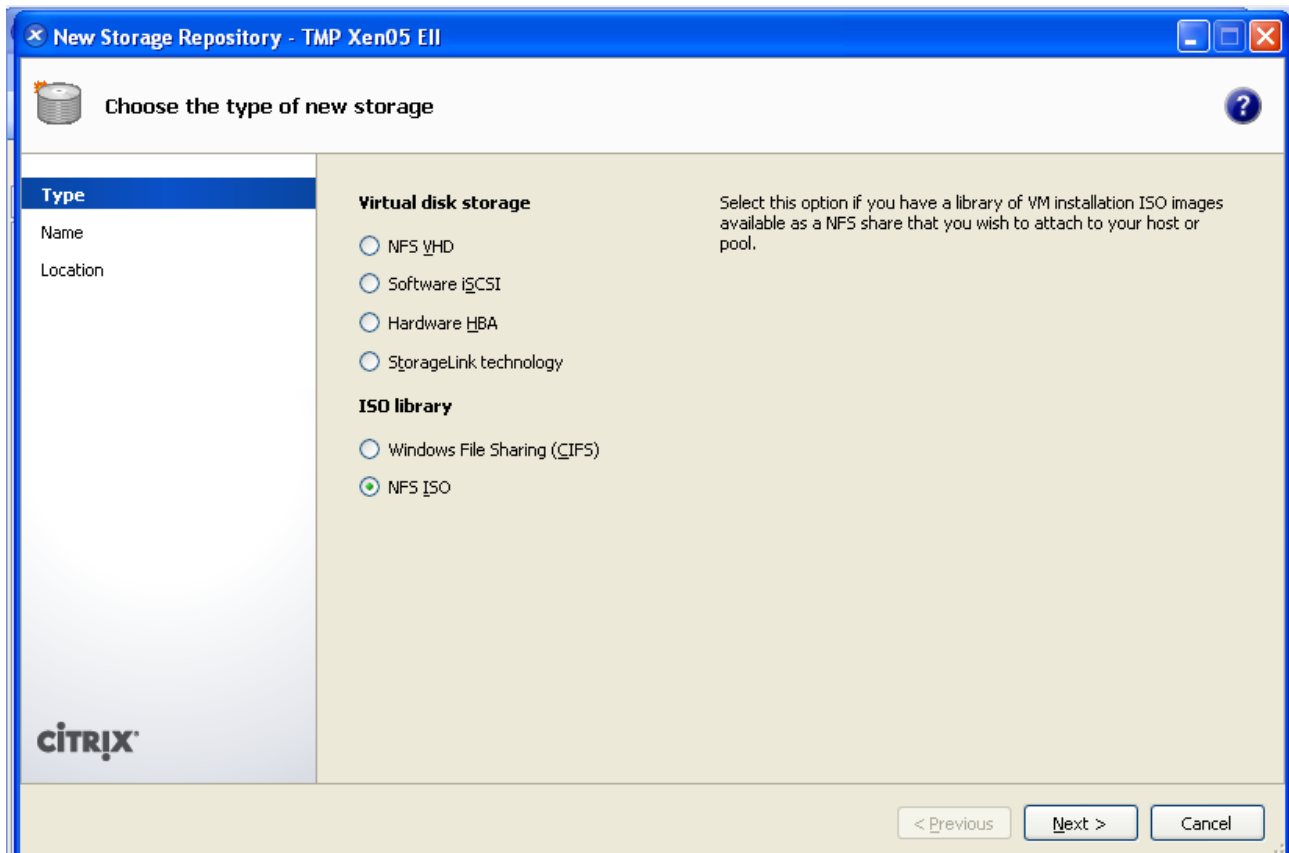 New Storage Repository - TMP Xen05 Ell
Choose the type of new storage
?
Type
Name
Location
Virtual disk storage
NFS VHD
Software iSCSI
Hardware HBA
StorageLink technology
ISO library
Windows File Sharing (CIFS)
NFS ISO
Select this option if you have a library of VM installation ISO images
available as a NFS share that you wish to attach to your host or
pool.
CİTRIX
< Previous
Next >
Cancel